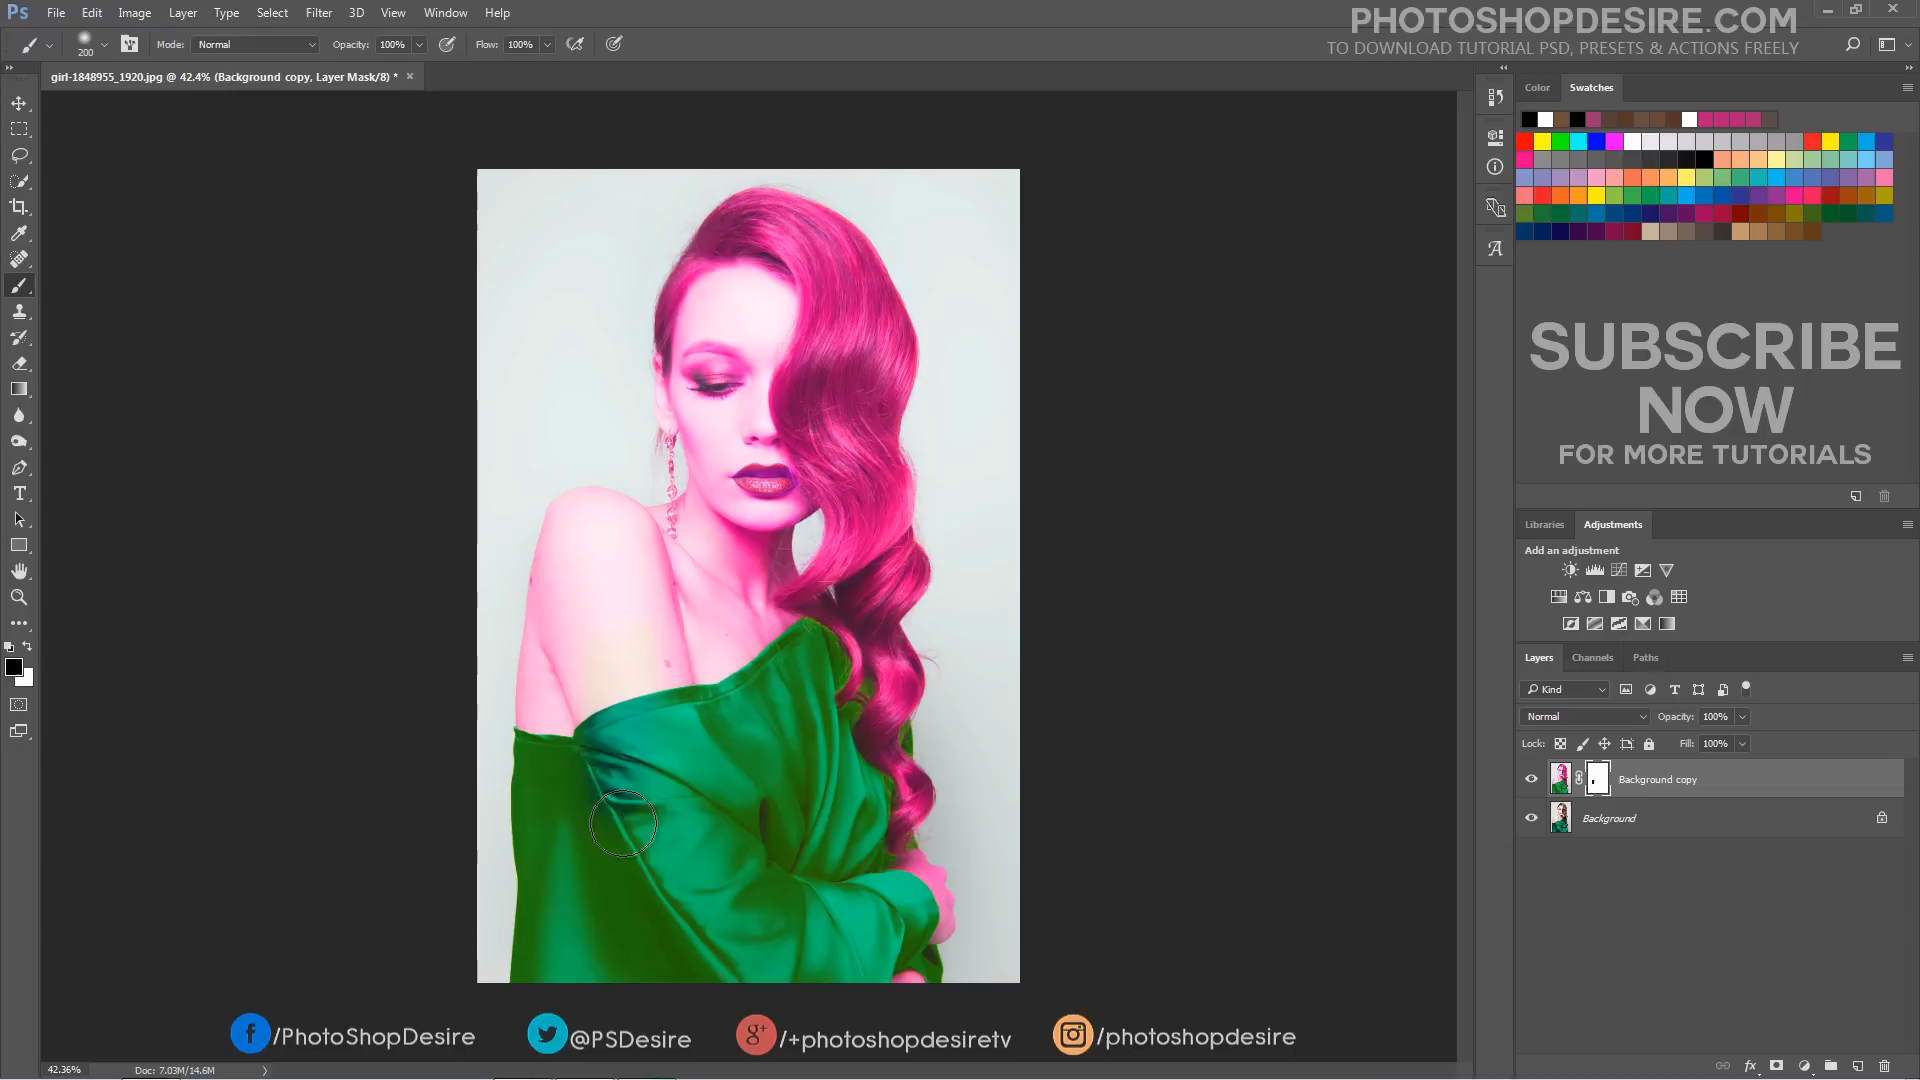 Ps File Edit Image Layer Type Select Filter 3D View Window Help
PHOTOSHOPDESIRE.COM
TO DOWNLOAD TUTORIAL PSD, PRESETS & ACTIONS FREELY
200 Mode: Normal Opacity: 100% Flow: 100%
girl-1848955_1920.jpg @ 42.4% (Background copy, Layer Mask/8) *
Color Swatches
SUBSCRIBE
NOW
FOR MORE TUTORIALS
Libraries Adjustments
Add an adjustment
Layers Channels Paths
Kind
Normal Opacity: 100%
Lock: Fill: 100%
Background copy
Background
/PhotoShopDesire @PSDesire /+photoshopdesiretv /photoshopdesire
42.36% Doc: 7.03M/14.6M